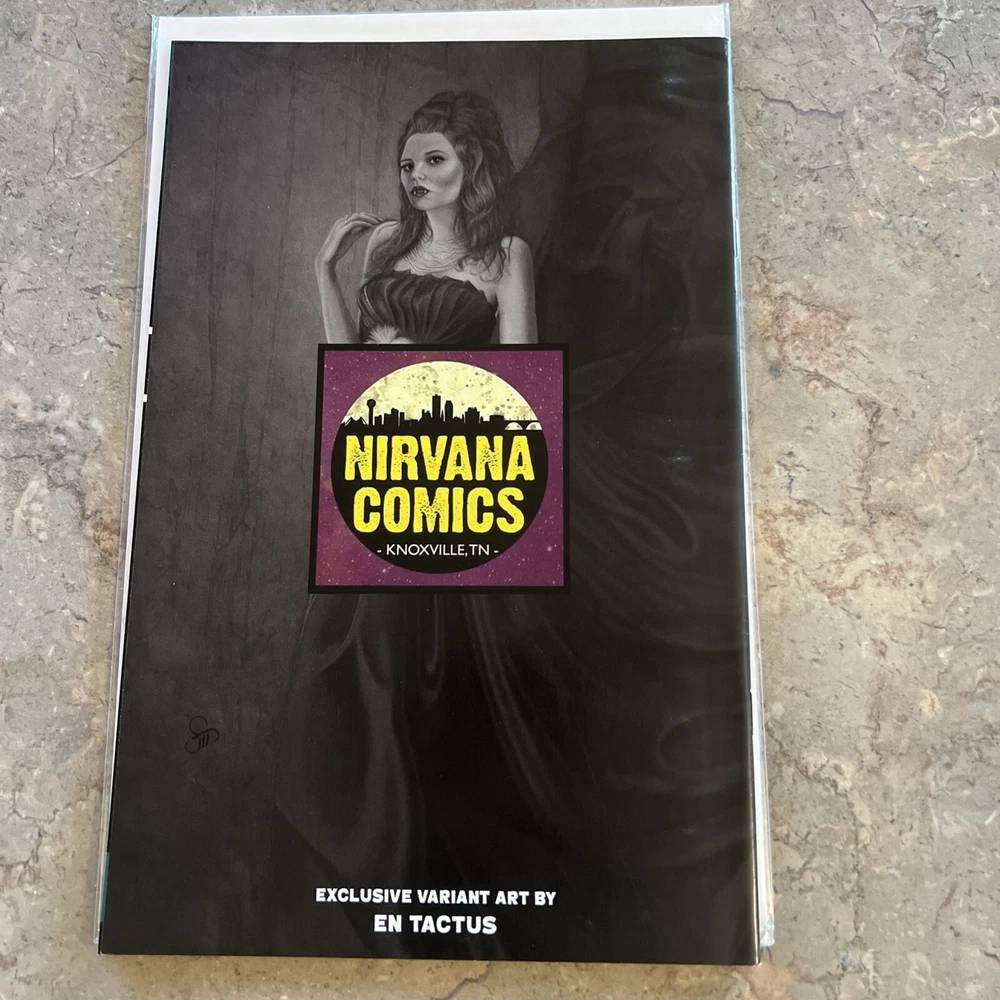 NIRVANA
COMICS
- KNOXVILLE, TN -
EXCLUSIVE VARIANT ART BY
EN TACTUS